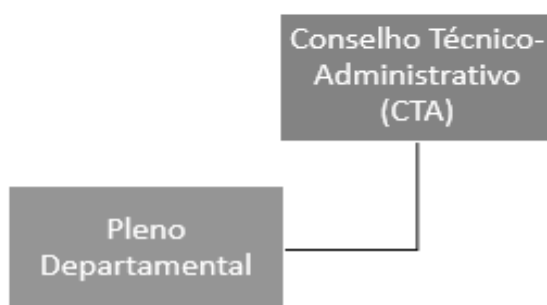 Conselho Técnico-
Administrativo
(CTA)
Pleno
Departamental